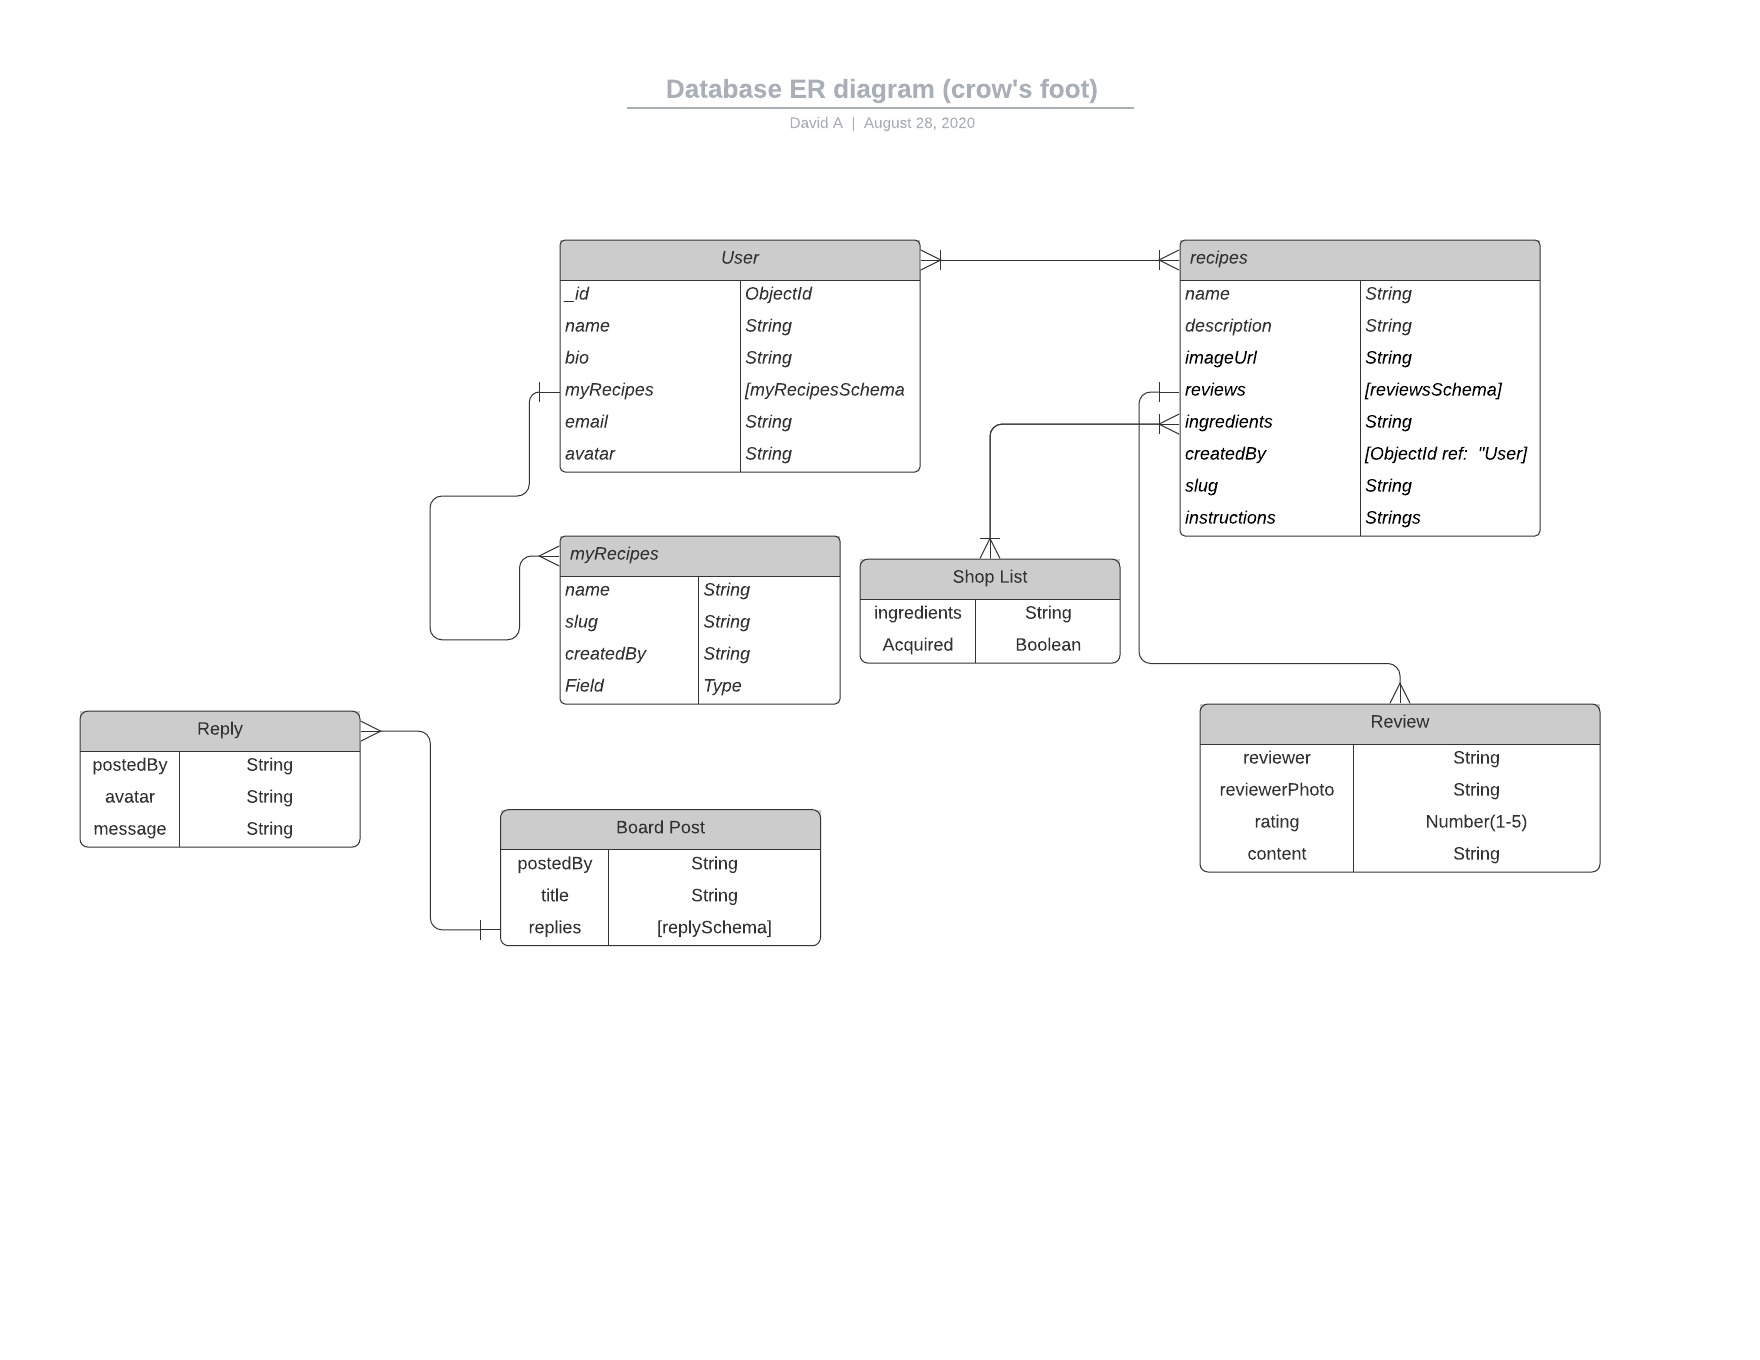 Database ER diagram (crow's foot)
David A | August 28, 2020
User
_id ObjectId
name String
bio String
myRecipes [myRecipesSchema
email String
avatar String
recipes
name String
description String
imageUrl String
reviews [reviewsSchema]
ingredients String
createdBy [ObjectId ref: "User]
slug String
instructions Strings
myRecipes
name String
slug String
createdBy String
Field Type
Shop List
ingredients String
Acquired Boolean
Reply
postedBy String
avatar String
message String
Board Post
postedBy String
title String
replies [replySchema]
Review
reviewer String
reviewerPhoto String
rating Number(1-5)
content String